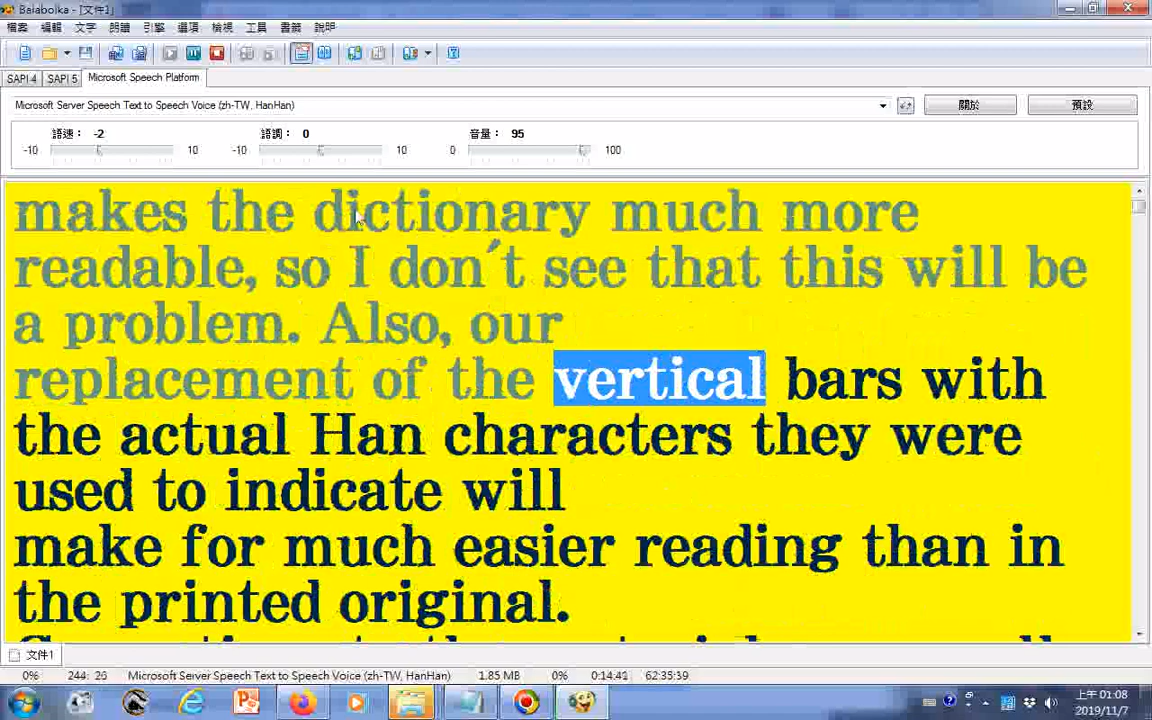 Balabolka - [文件1]
檔案 編輯 文字 朗讀 引擎 選項 檢視 工具 書籤 說明
SAPI 4 SAPI 5 Microsoft Speech Platform
Microsoft Server Speech Text to Speech Voice (zh-TW, HanHan) 關於 預設
語速： -2 語調： 0 音量： 95
-10 10 -10 10 0 100
makes the dictionary much more
readable, so I don´t see that this will be
a problem. Also, our
replacement of the vertical bars with
the actual Han characters they were
used to indicate will
make for much easier reading than in
the printed original.
文件1
0% 244: 26 Microsoft Server Speech Text to Speech Voice (zh-TW, HanHan) 1.85 MB 0% 0:14:41 62:35:39
上午 01:08
2019/11/7